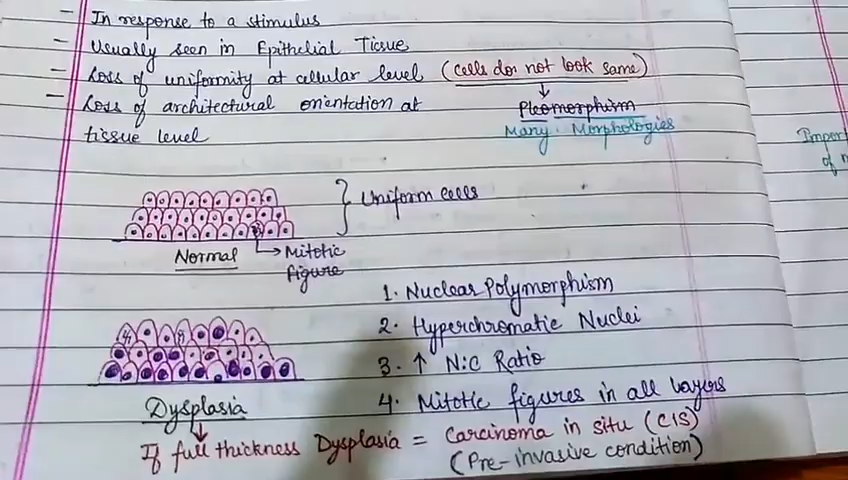 - In response to a stimulus
- Usually seen in Epithelial Tissue
- Loss of uniformity at cellular level (cells do not look same)
- Loss of architectural orientation at
tissue level
↓
Pleomorphism
Many Morphologies
Import
of
} Uniform cells
Normal
→ Mitotic
figure
1. Nuclear Polymorphism
2. Hyperchromatic Nuclei
3. ↑ N:C Ratio
4. Mitotic figures in all layers
Dysplasia
↓
If full thickness Dysplasia = Carcinoma in situ (CIS)
(Pre-invasive condition)